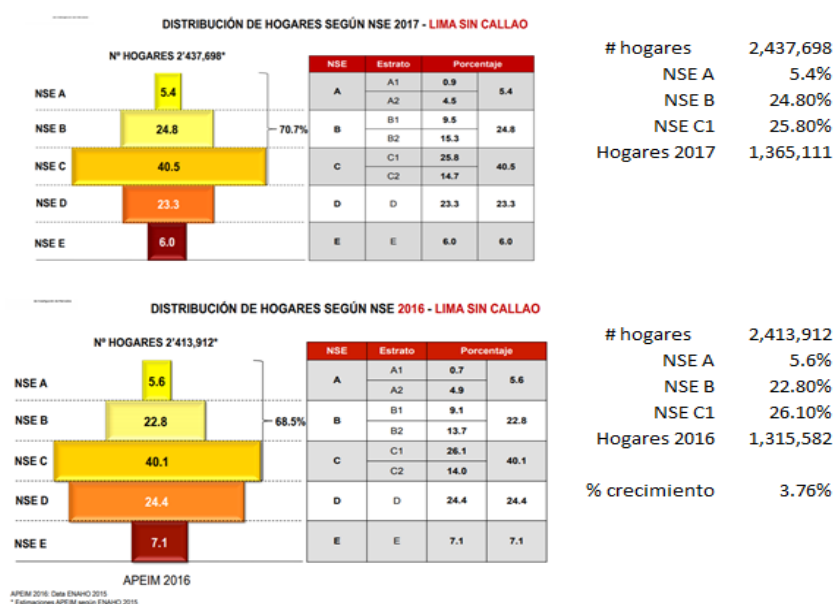 DISTRIBUCIÓN DE HOGARES SEGÚN NSE 2017 - LIMA SIN CALLAO
Nº HOGARES 2'437,698*
NSE A 5.4
NSE B 24.8
NSE C 40.5
NSE D 23.3
NSE E 6.0
70.7%
NSE Estrato Porcentaje
A A1 0.9 5.4
A2 4.5
B B1 9.5 24.8
B2 15.3
C C1 25.8 40.5
C2 14.7
D D 23.3 23.3
E E 6.0 6.0
# hogares 2,437,698
NSE A 5.4%
NSE B 24.80%
NSE C1 25.80%
Hogares 2017 1,365,111
DISTRIBUCIÓN DE HOGARES SEGÚN NSE 2016 - LIMA SIN CALLAO
Nº HOGARES 2'413,912*
NSE A 5.6
NSE B 22.8
NSE C 40.1
NSE D 24.4
NSE E 7.1
68.5%
NSE Estrato Porcentaje
A A1 0.7 5.6
A2 4.9
B B1 9.1 22.8
B2 13.7
C C1 26.1 40.1
C2 14.0
D D 24.4 24.4
E E 7.1 7.1
APEIM 2016
APEIM 2016: Data ENAHO 2015
* Estimaciones APEIM según ENAHO 2015
# hogares 2,413,912
NSE A 5.6%
NSE B 22.80%
NSE C1 26.10%
Hogares 2016 1,315,582
% crecimiento 3.76%